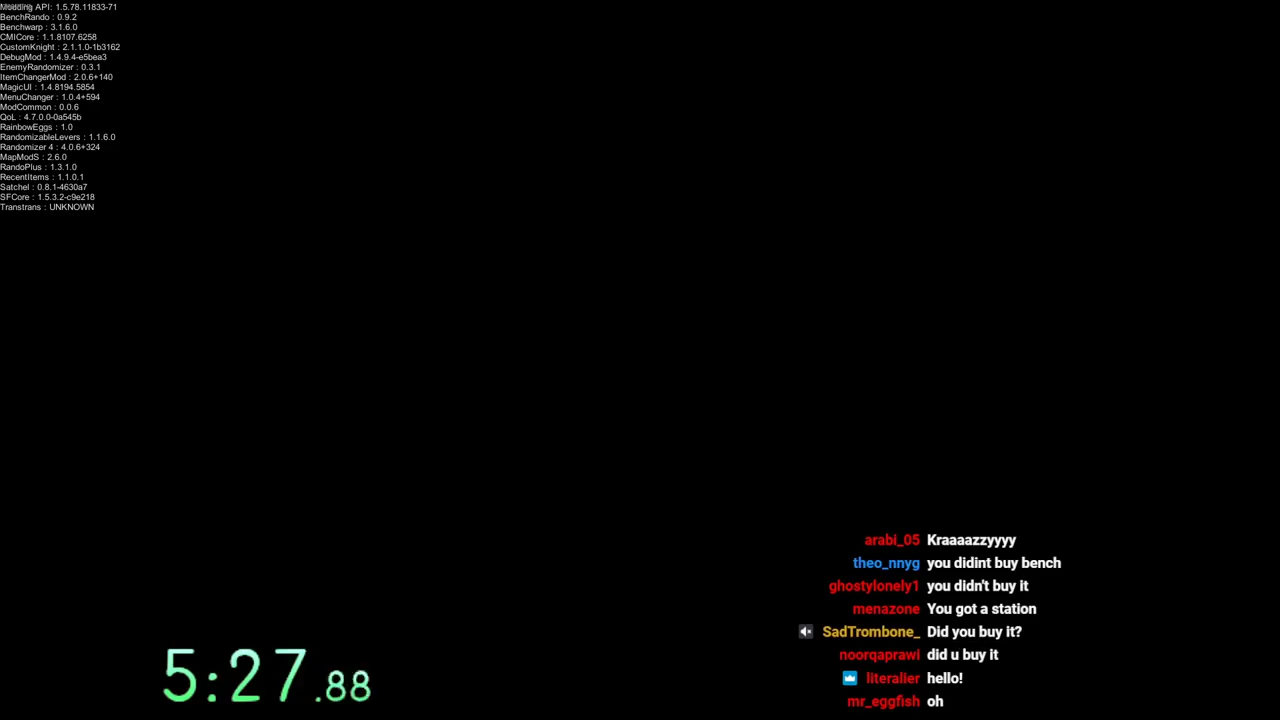 Modding API: 1.5.78.11833-71
BenchRando : 0.9.2
Benchwarp : 3.1.6.0
CMICore : 1.1.8107.6258
CustomKnight : 2.1.1.0-1b3162
DebugMod : 1.4.9.4-e5bea3
EnemyRandomizer : 0.3.1
ItemChangerMod : 2.0.6+140
MagicUI : 1.4.8194.5854
MenuChanger : 1.0.4+594
ModCommon : 0.0.6
QoL : 4.7.0.0-0a545b
RainbowEggs : 1.0
RandomizableLevers : 1.1.6.0
Randomizer 4 : 4.0.6+324
MapModS : 2.6.0
RandoPlus : 1.3.1.0
RecentItems : 1.1.0.1
Satchel : 0.8.1-4630a7
SFCore : 1.5.3.2-c9e218
Transtrans : UNKNOWN
arabi_05 Kraaaazzyyyy
theo_nnyg you didint buy bench
ghostylonely1 you didn't buy it
menazone You got a station
SadTrombone_ Did you buy it?
noorqaprawi did u buy it
literalier hello!
mr_eggfish oh
5:27.88